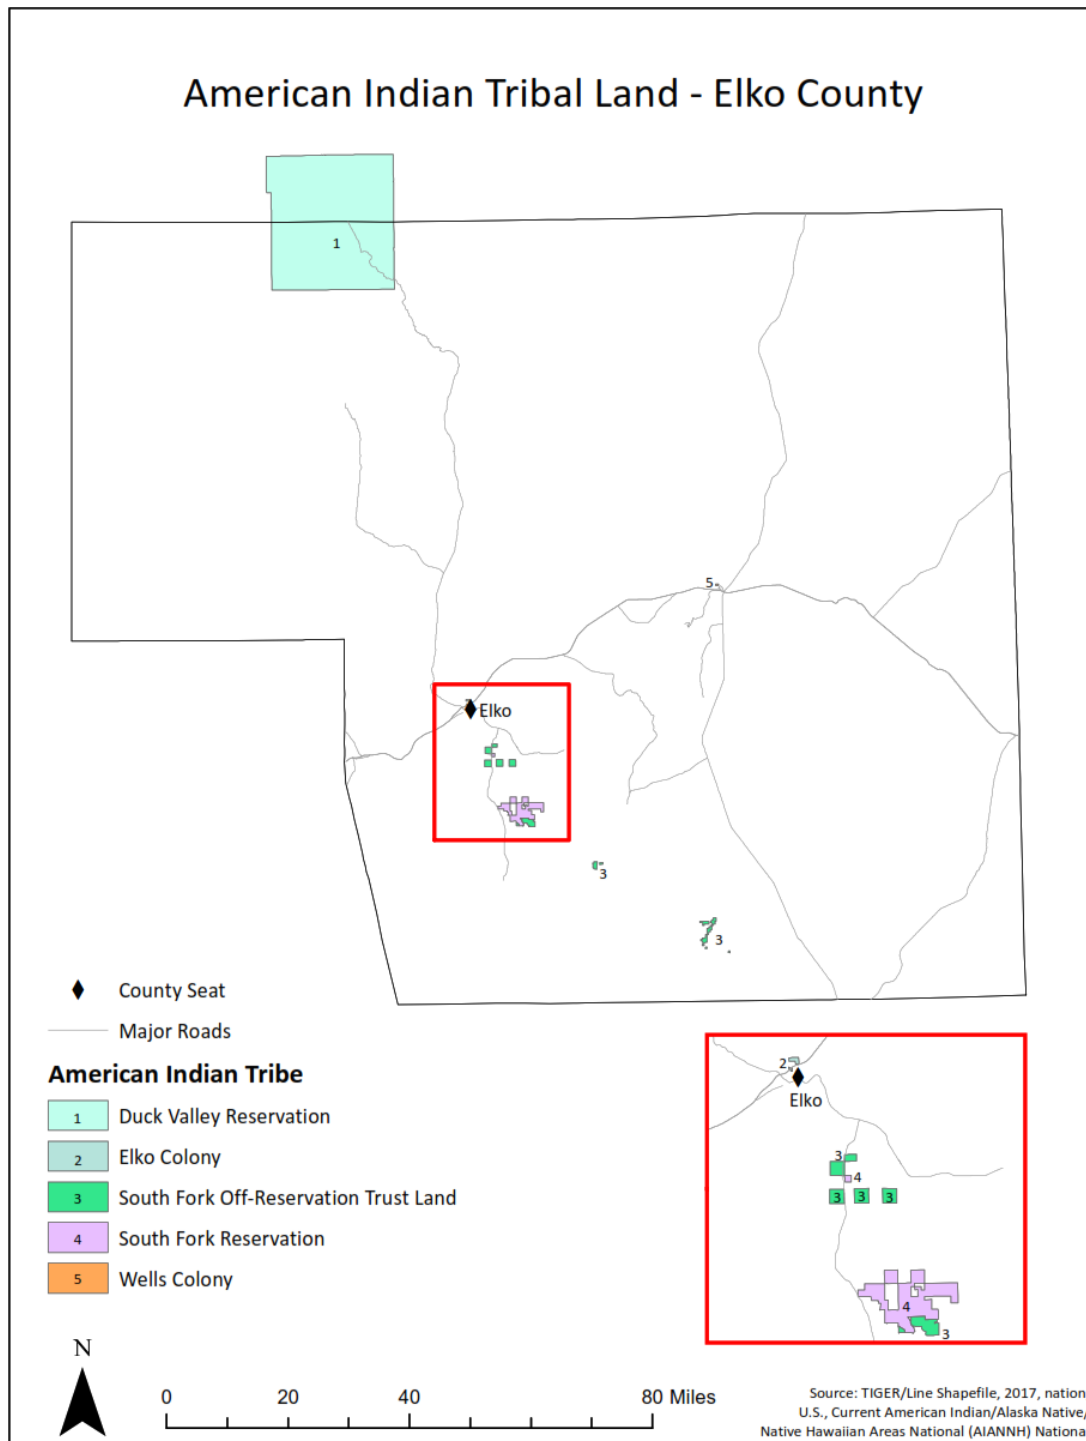 American Indian Tribal Land - Elko County
1
5
Elko
3
3
County Seat
Major Roads
American Indian Tribe
1 Duck Valley Reservation
2 Elko Colony
3 South Fork Off-Reservation Trust Land
4 South Fork Reservation
5 Wells Colony
2
Elko
3
4
3 3 3
4
3
N
0 20 40 80 Miles
Source: TIGER/Line Shapefile, 2017, nation
U.S., Current American Indian/Alaska Native/
Native Hawaiian Areas National (AIANNH) National